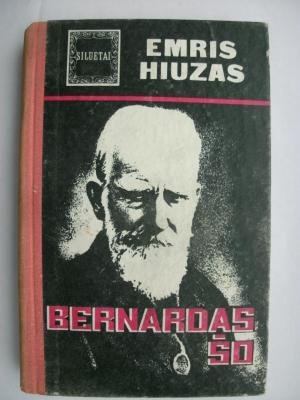 SILUETAI
EMRIS
HIUZAS
BERNARDAS
ŠO